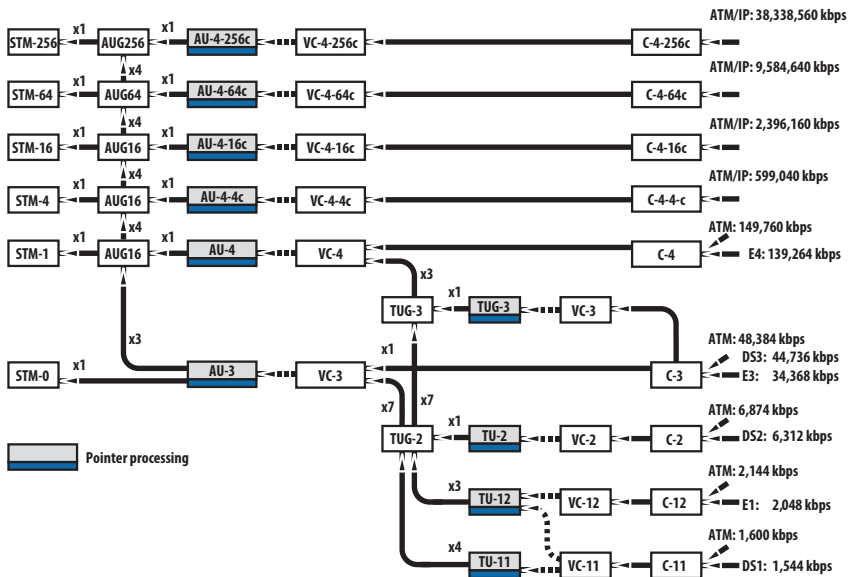 ATM/IP: 38,338,560 kbps
x1
x1
STM-256
AUG256
AU-4-256c
VC-4-256c
C-4-256c
x4
ATM/IP: 9,584,640 kbps
x1
x1
STM-64
AUG64
AU-4-64c
VC-4-64c
C-4-64c
x4
ATM/IP: 2,396,160 kbps
x1
x1
STM-16
AUG16
AU-4-16c
VC-4-16c
C-4-16c
x4
ATM/IP: 599,040 kbps
x1
x1
STM-4
AUG16
AU-4-4c
VC-4-4c
C-4-4-c
x4
ATM: 149,760 kbps
x1
x1
STM-1
AUG16
AU-4
VC-4
C-4
E4: 139,264 kbps
x3
x1
TUG-3
TUG-3
VC-3
x3
ATM: 48,384 kbps
x1
DS3: 44,736 kbps
x1
STM-0
AU-3
VC-3
C-3
E3: 34,368 kbps
x7
x7
ATM: 6,874 kbps
x1
TUG-2
TU-2
VC-2
C-2
DS2: 6,312 kbps
Pointer processing
ATM: 2,144 kbps
x3
TU-12
VC-12
C-12
E1: 2,048 kbps
ATM: 1,600 kbps
x4
TU-11
VC-11
C-11
DS1: 1,544 kbps